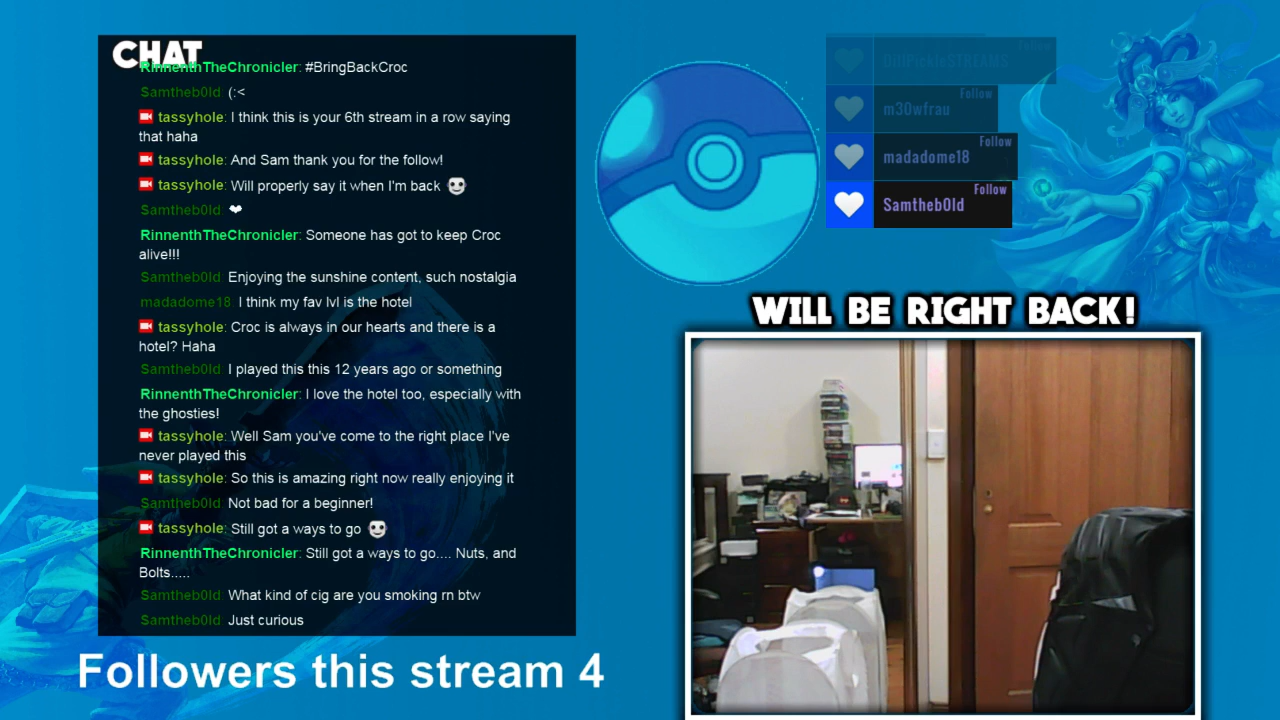 CHAT
RinnenthTheChronicler: #BringBackCroc
Samtheb0ld: (:<
tassyhole: I think this is your 6th stream in a row saying
that haha
tassyhole: And Sam thank you for the follow!
tassyhole: Will properly say it when I'm back
Samtheb0ld: ❤
RinnenthTheChronicler: Someone has got to keep Croc
alive!!!
Samtheb0ld: Enjoying the sunshine content, such nostalgia
madadome18: I think my fav lvl is the hotel
tassyhole: Croc is always in our hearts and there is a
hotel? Haha
Samtheb0ld: I played this this 12 years ago or something
RinnenthTheChronicler: I love the hotel too, especially with
the ghosties!
tassyhole: Well Sam you've come to the right place I've
never played this
tassyhole: So this is amazing right now really enjoying it
Samtheb0ld: Not bad for a beginner!
tassyhole: Still got a ways to go
RinnenthTheChronicler: Still got a ways to go.... Nuts, and
Bolts.....
Samtheb0ld: What kind of cig are you smoking rn btw
Samtheb0ld: Just curious
Followers this stream 4
Follow
DillPickleSTREAMS
Follow
m30wfrau
Follow
madadome18
Follow
Samtheb0ld
WILL BE RIGHT BACK!